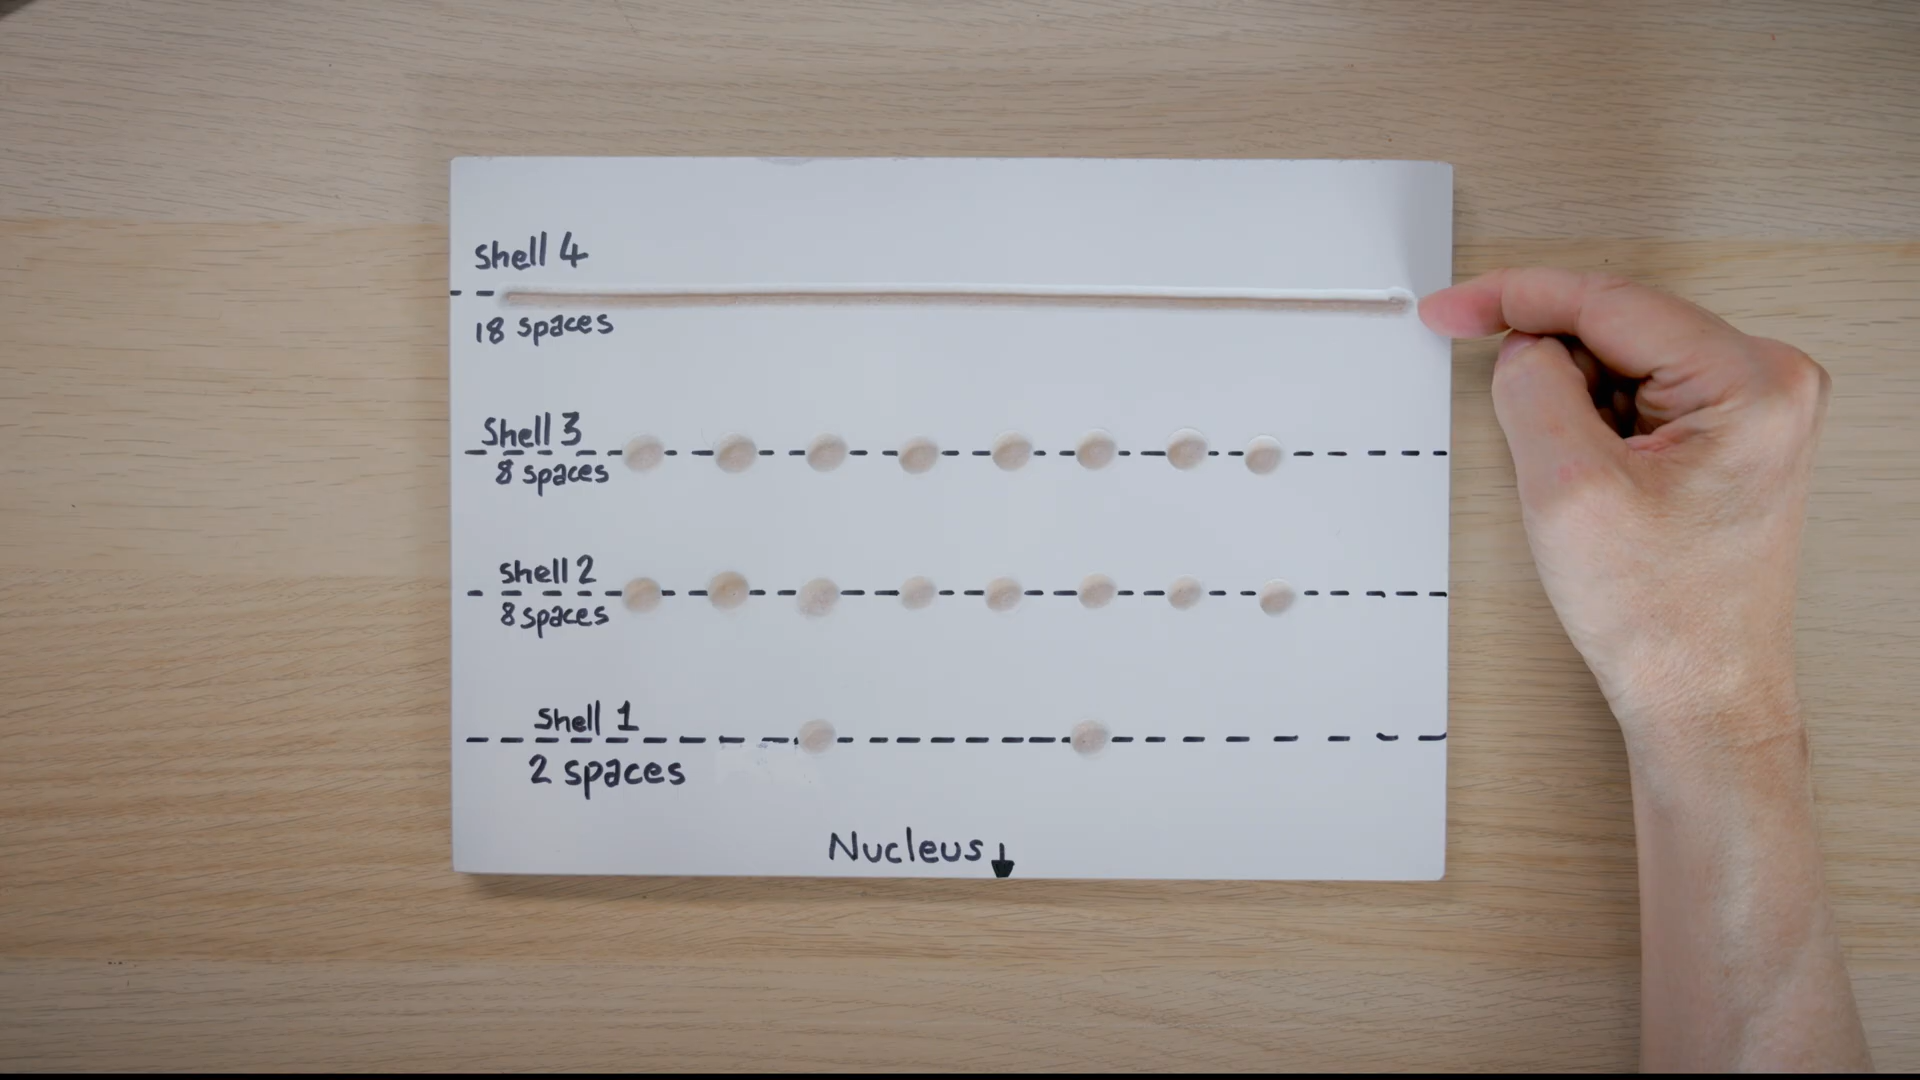 Shell 4
18 spaces
Shell 3
8 spaces
Shell 2
8 spaces
Shell 1
2 spaces
Nucleus